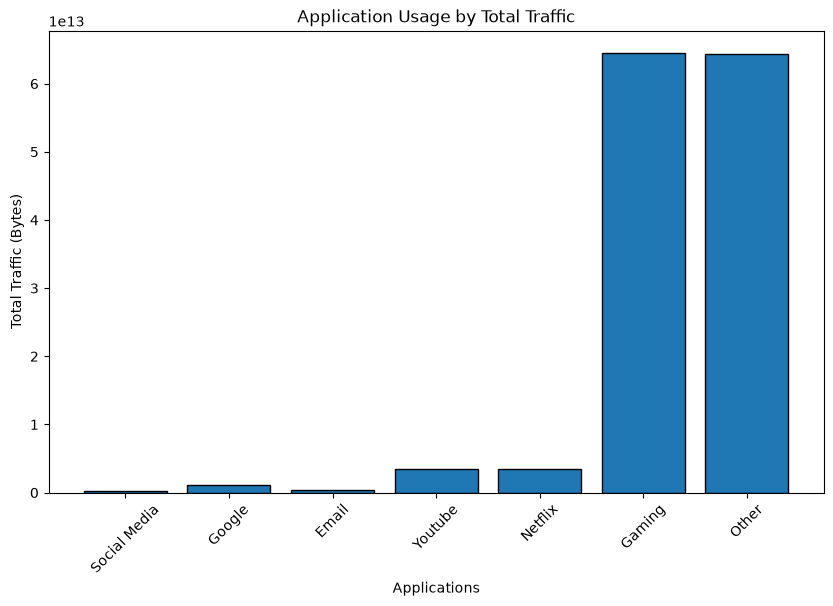 Application Usage by Total Traffic
1e13
6
5
4
3
2
1
0
Total Traffic (Bytes)
Social Media
Google
Email
Youtube
Netflix
Gaming
Other
Applications